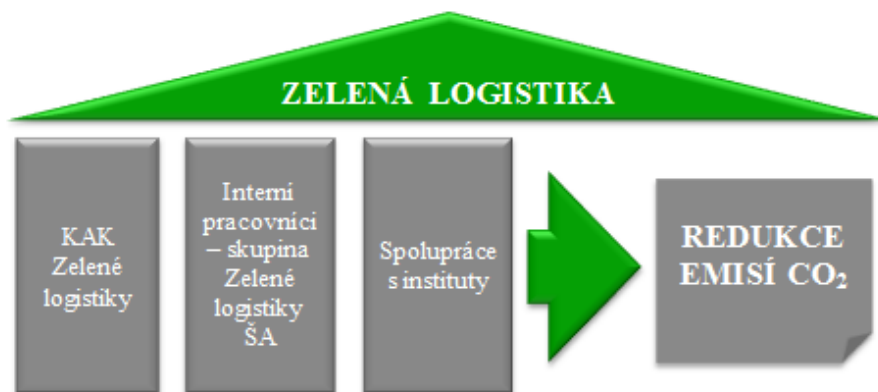 ZELENÁ LOGISTIKA
KAK
Zelené
logistiky
Interní
pracovníci
– skupina
Zelené
logistiky
ŠA
Spolupráce
s instituty
REDUKCE
EMISÍ CO₂